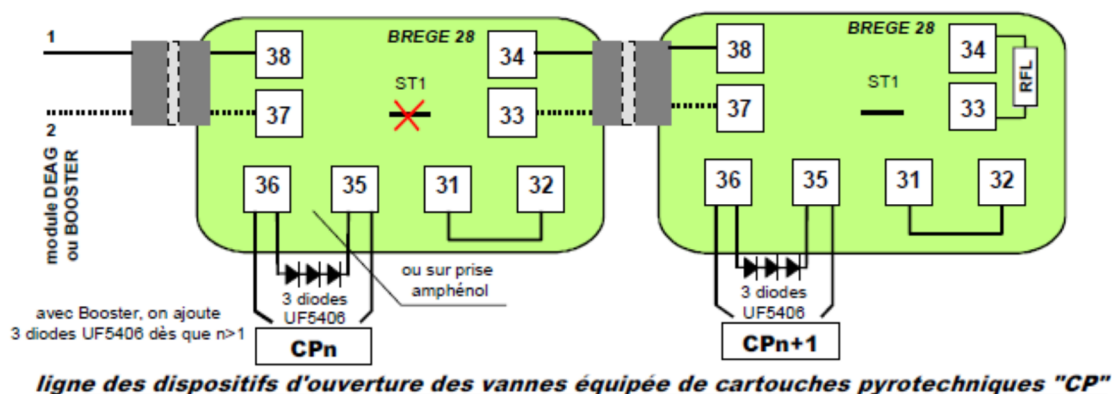 1
2
module DEAG
ou BOOSTER
BREGE 28
38
37
ST1
34
33
36
35
31
32
3 diodes
UF5406
ou sur prise
amphénol
avec Booster, on ajoute
3 diodes UF5406 dès que n>1
CPn
BREGE 28
38
37
ST1
34
33
RFL
36
35
31
32
3 diodes
UF5406
CPn+1
ligne des dispositifs d'ouverture des vannes équipée de cartouches pyrotechniques "CP"